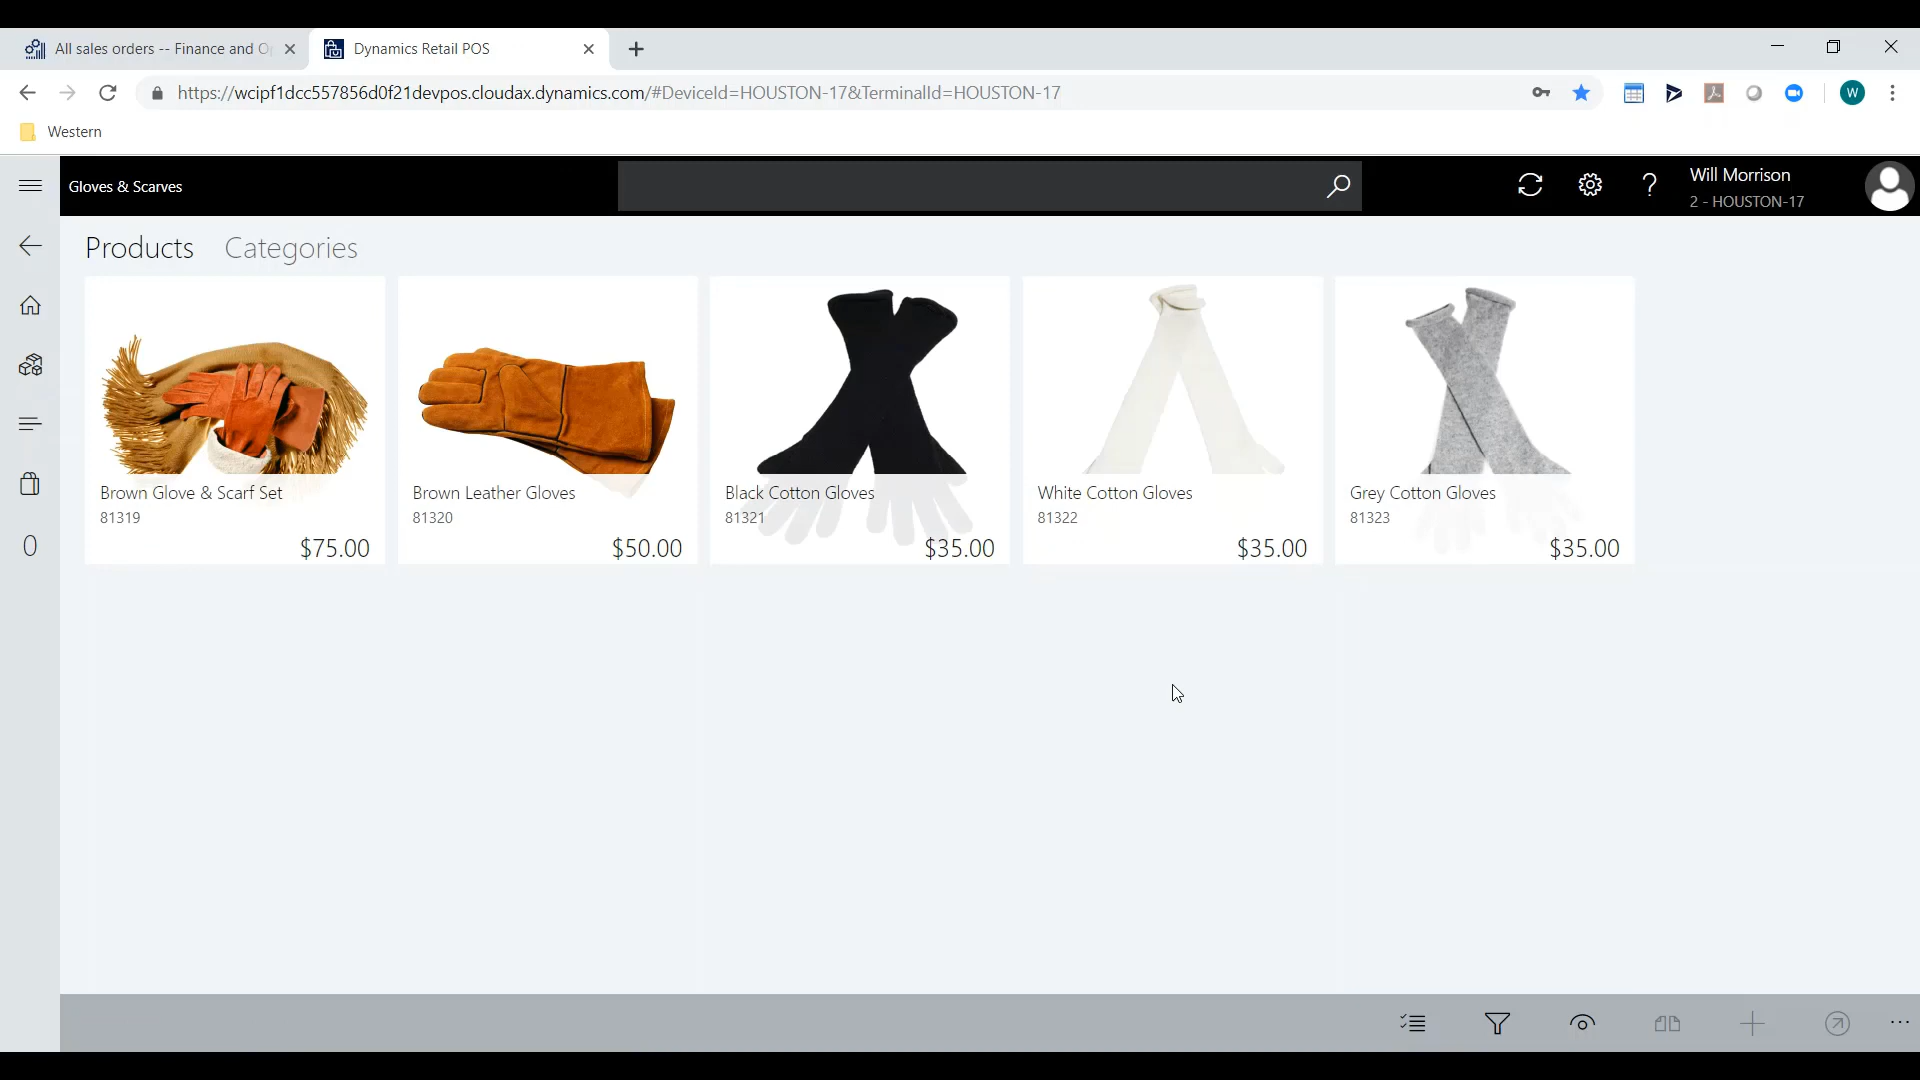 All sales orders -- Finance and O
Dynamics Retail POS
https://wcipf1dcc557856d0f21devpos.cloudax.dynamics.com/#DeviceId=HOUSTON-17&TerminalId=HOUSTON-17
W
Western
Gloves & Scarves
Will Morrison
2 - HOUSTON-17
Products Categories
Brown Glove & Scarf Set
81319
$75.00
Brown Leather Gloves
81320
$50.00
Black Cotton Gloves
81321
$35.00
White Cotton Gloves
81322
$35.00
Grey Cotton Gloves
81323
$35.00
0